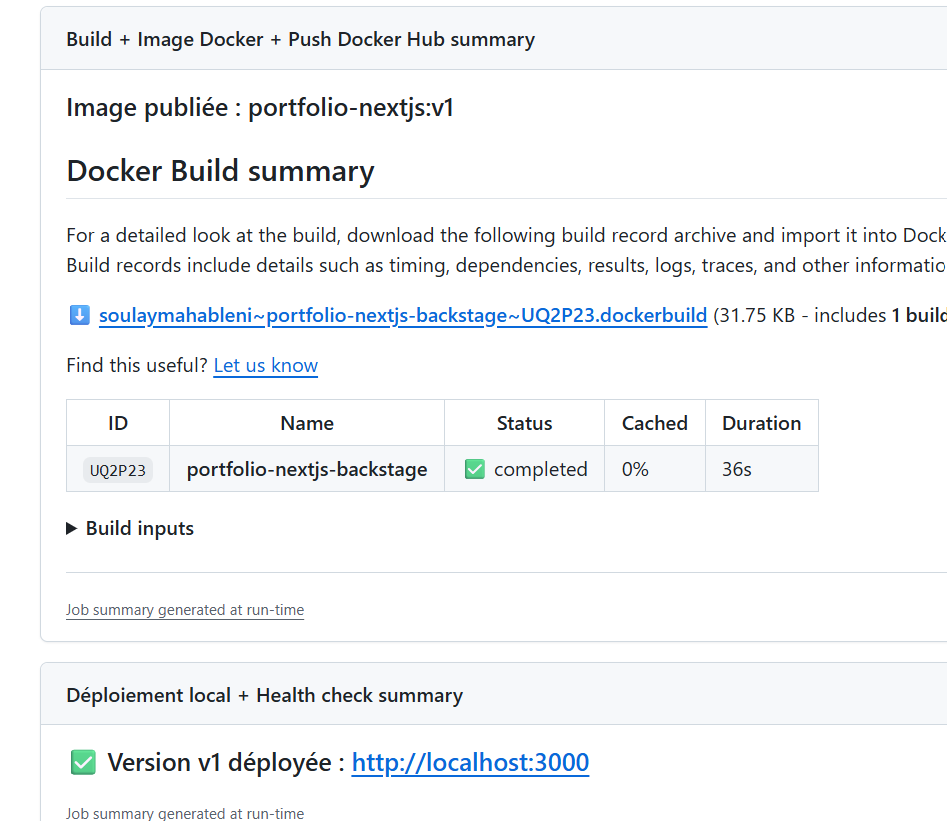 Build + Image Docker + Push Docker Hub summary
Image publiée : portfolio-nextjs:v1
Docker Build summary
For a detailed look at the build, download the following build record archive and import it into Dock
Build records include details such as timing, dependencies, results, logs, traces, and other informatio
soulaymahableni~portfolio-nextjs-backstage~UQ2P23.dockerbuild (31.75 KB - includes 1 build
Find this useful? Let us know
ID Name Status Cached Duration
UQ2P23 portfolio-nextjs-backstage ✅ completed 0% 36s
Build inputs
Job summary generated at run-time
Déploiement local + Health check summary
✅ Version v1 déployée : http://localhost:3000
Job summary generated at run-time